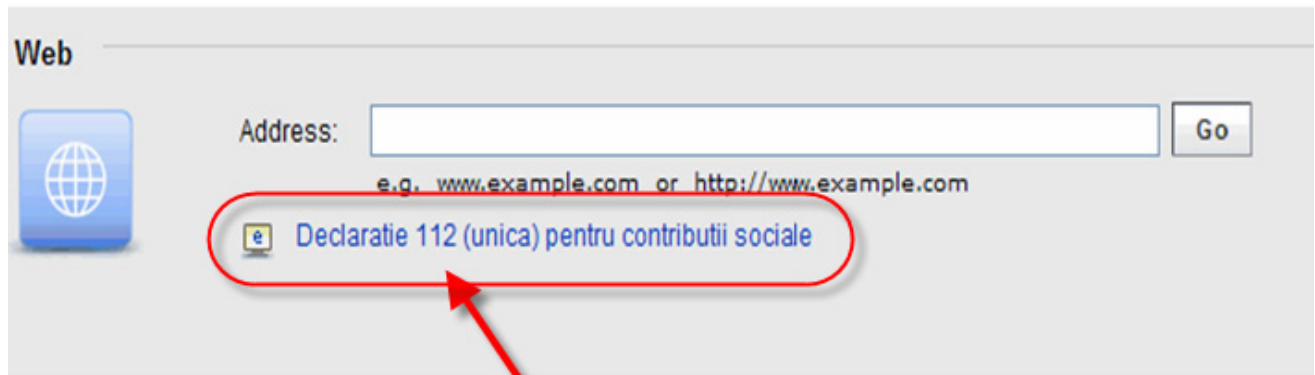 Web
Address:
Go
e.g. www.example.com or http://www.example.com
Declaratie 112 (unica) pentru contributii sociale